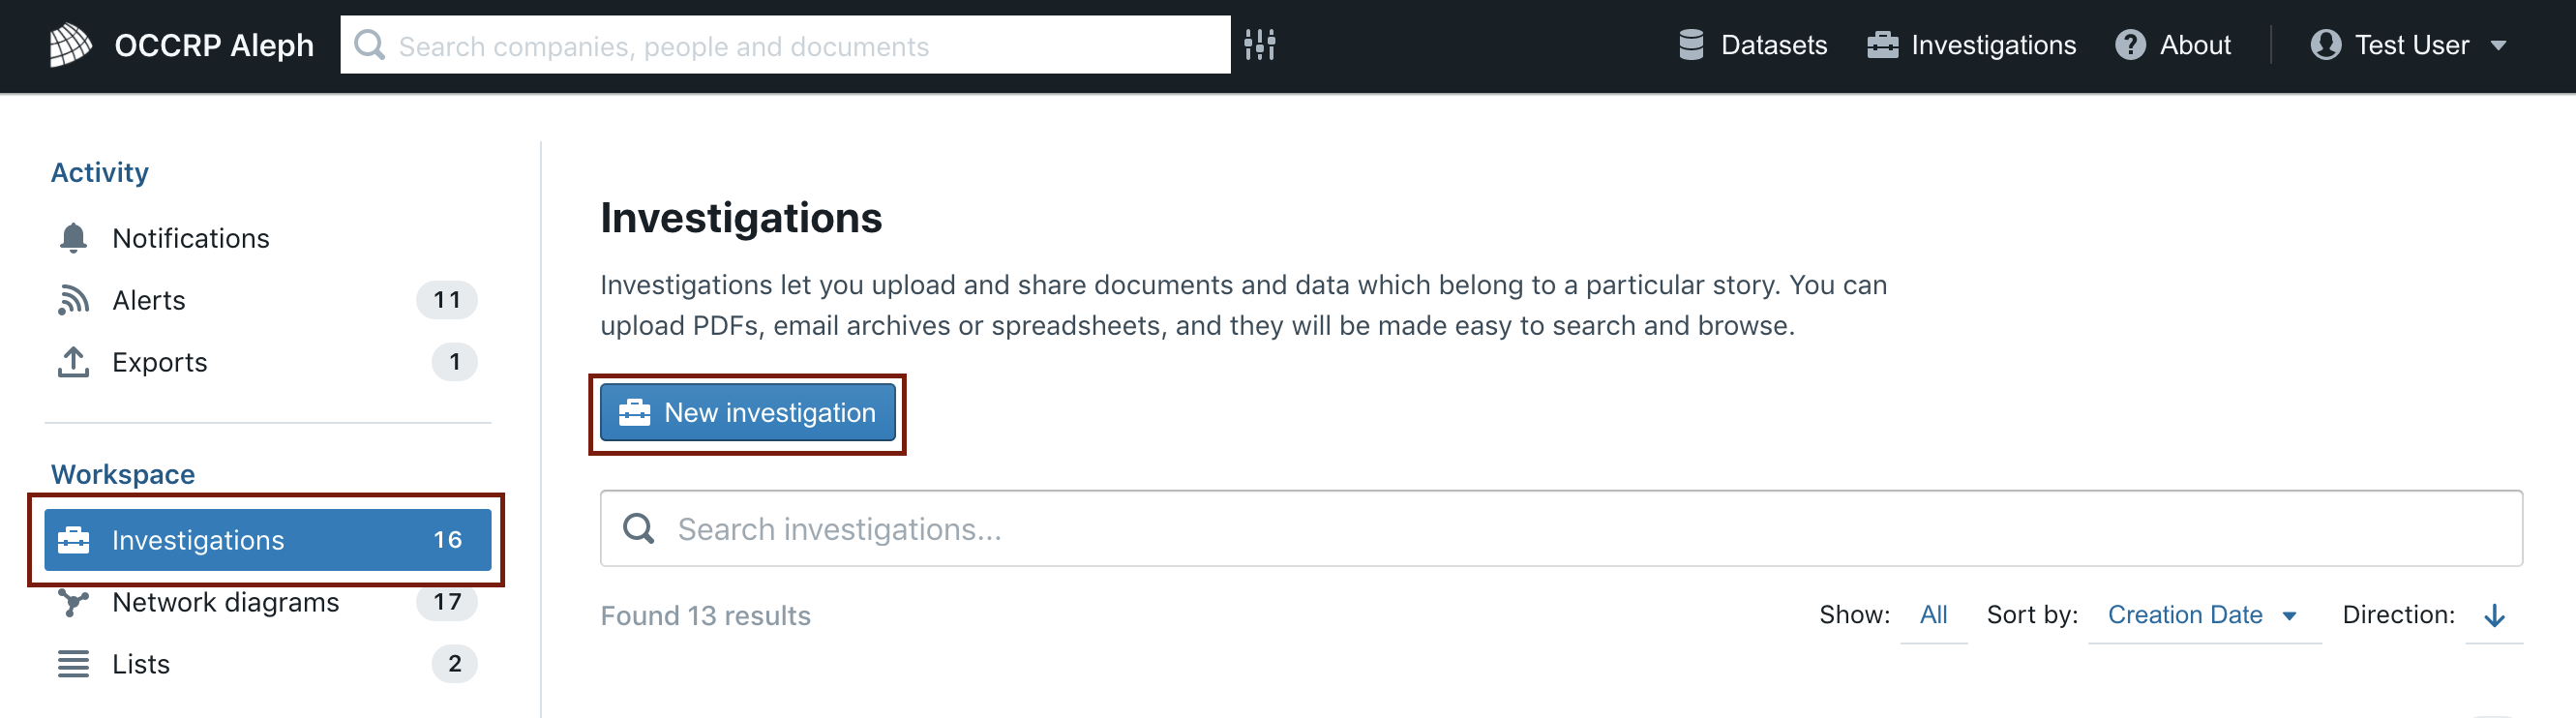 OCCRP Aleph
Search companies, people and documents
Datasets
Investigations
About
Test User
Activity
Notifications
Alerts 11
Exports 1
Workspace
Investigations 16
Network diagrams 17
Lists 2
Investigations
Investigations let you upload and share documents and data which belong to a particular story. You can
upload PDFs, email archives or spreadsheets, and they will be made easy to search and browse.
New investigation
Search investigations...
Found 13 results
Show: All Sort by: Creation Date Direction: